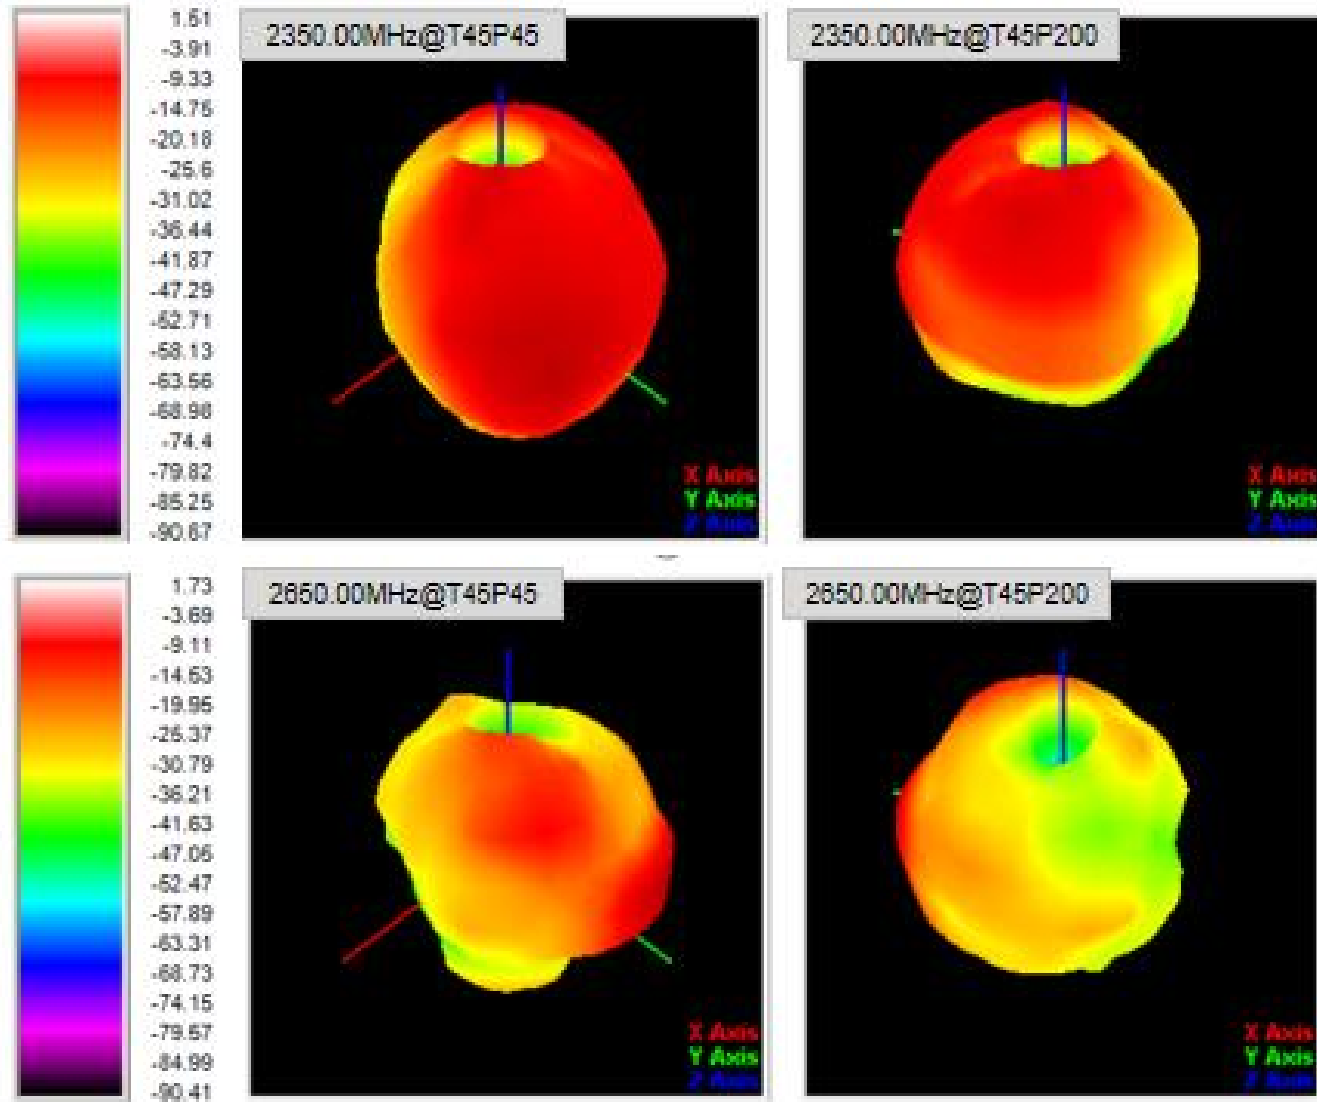 1.51
-3.91
-9.33
-14.75
-20.18
-25.6
-31.02
-36.44
-41.87
-47.29
-52.71
-58.13
-63.56
-68.98
-74.4
-79.82
-85.25
-90.67
2350.00MHz@T45P45
X Axis
Y Axis
Z Axis
2350.00MHz@T45P200
X Axis
Y Axis
Z Axis
1.73
-3.69
-9.11
-14.53
-19.95
-25.37
-30.79
-36.21
-41.63
-47.05
-52.47
-57.89
-63.31
-68.73
-74.15
-79.57
-84.99
-90.41
2650.00MHz@T45P45
X Axis
Y Axis
Z Axis
2650.00MHz@T45P200
X Axis
Y Axis
Z Axis